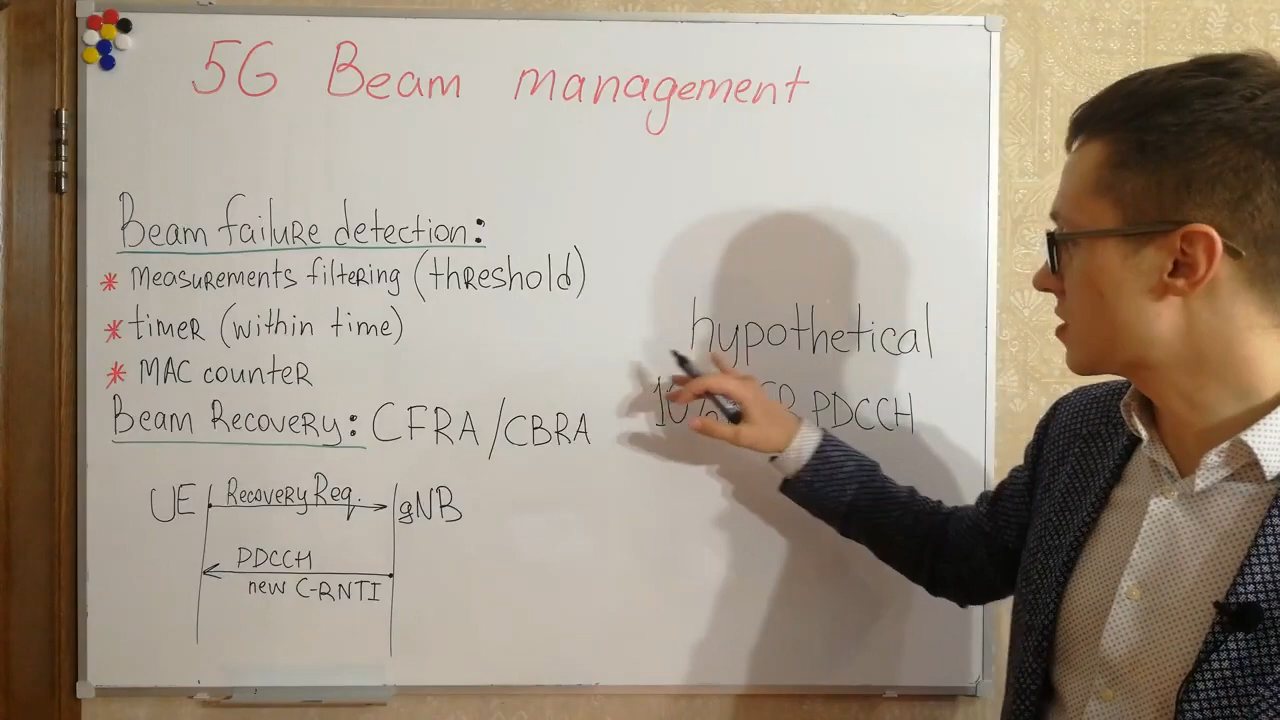 5G Beam management
Beam failure detection:
* measurements filtering (threshold)
* timer (within time)
* MAC counter
Beam Recovery: CFRA/CBRA
UE Recovery Req. gNB
PDCCH
new C-RNTI
hypothetical
10% PDCCH